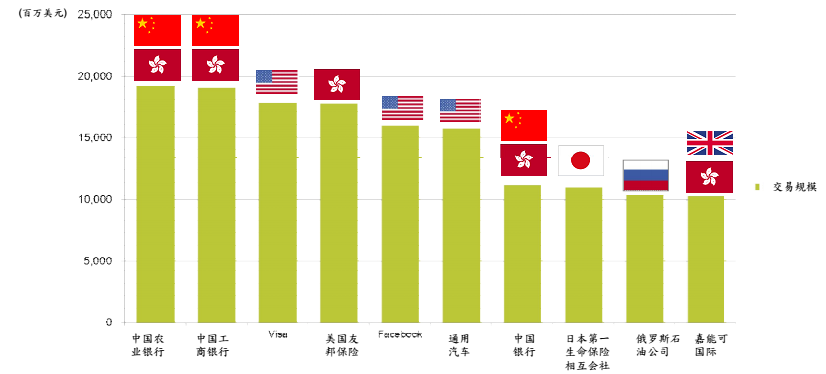 (百万美元)
25,000
20,000
15,000
10,000
5,000
0
中国农
业银行
中国工
商银行
Visa
美国友
邦保险
Facebook
通用
汽车
中国
银行
日本第一
生命保险
相互会社
俄罗斯石
油公司
嘉能可
国际
交易规模